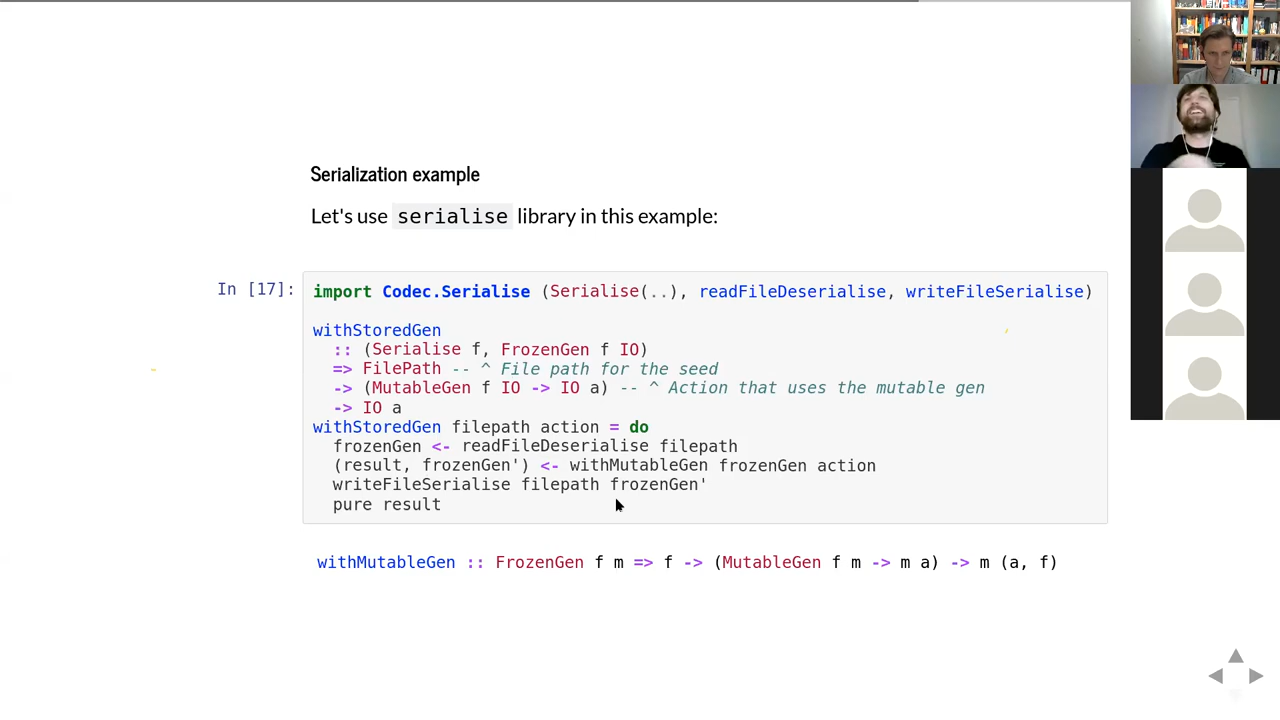 Serialization example
Let's use serialise library in this example:
In [17]:
import Codec.Serialise (Serialise(..), readFileDeserialise, writeFileSerialise)
withStoredGen
:: (Serialise f, FrozenGen f IO)
=> FilePath -- ^ File path for the seed
-> (MutableGen f IO -> IO a) -- ^ Action that uses the mutable gen
-> IO a
withStoredGen filepath action = do
frozenGen <- readFileDeserialise filepath
(result, frozenGen') <- withMutableGen frozenGen action
writeFileSerialise filepath frozenGen'
pure result
withMutableGen :: FrozenGen f m => f -> (MutableGen f m -> m a) -> m (a, f)